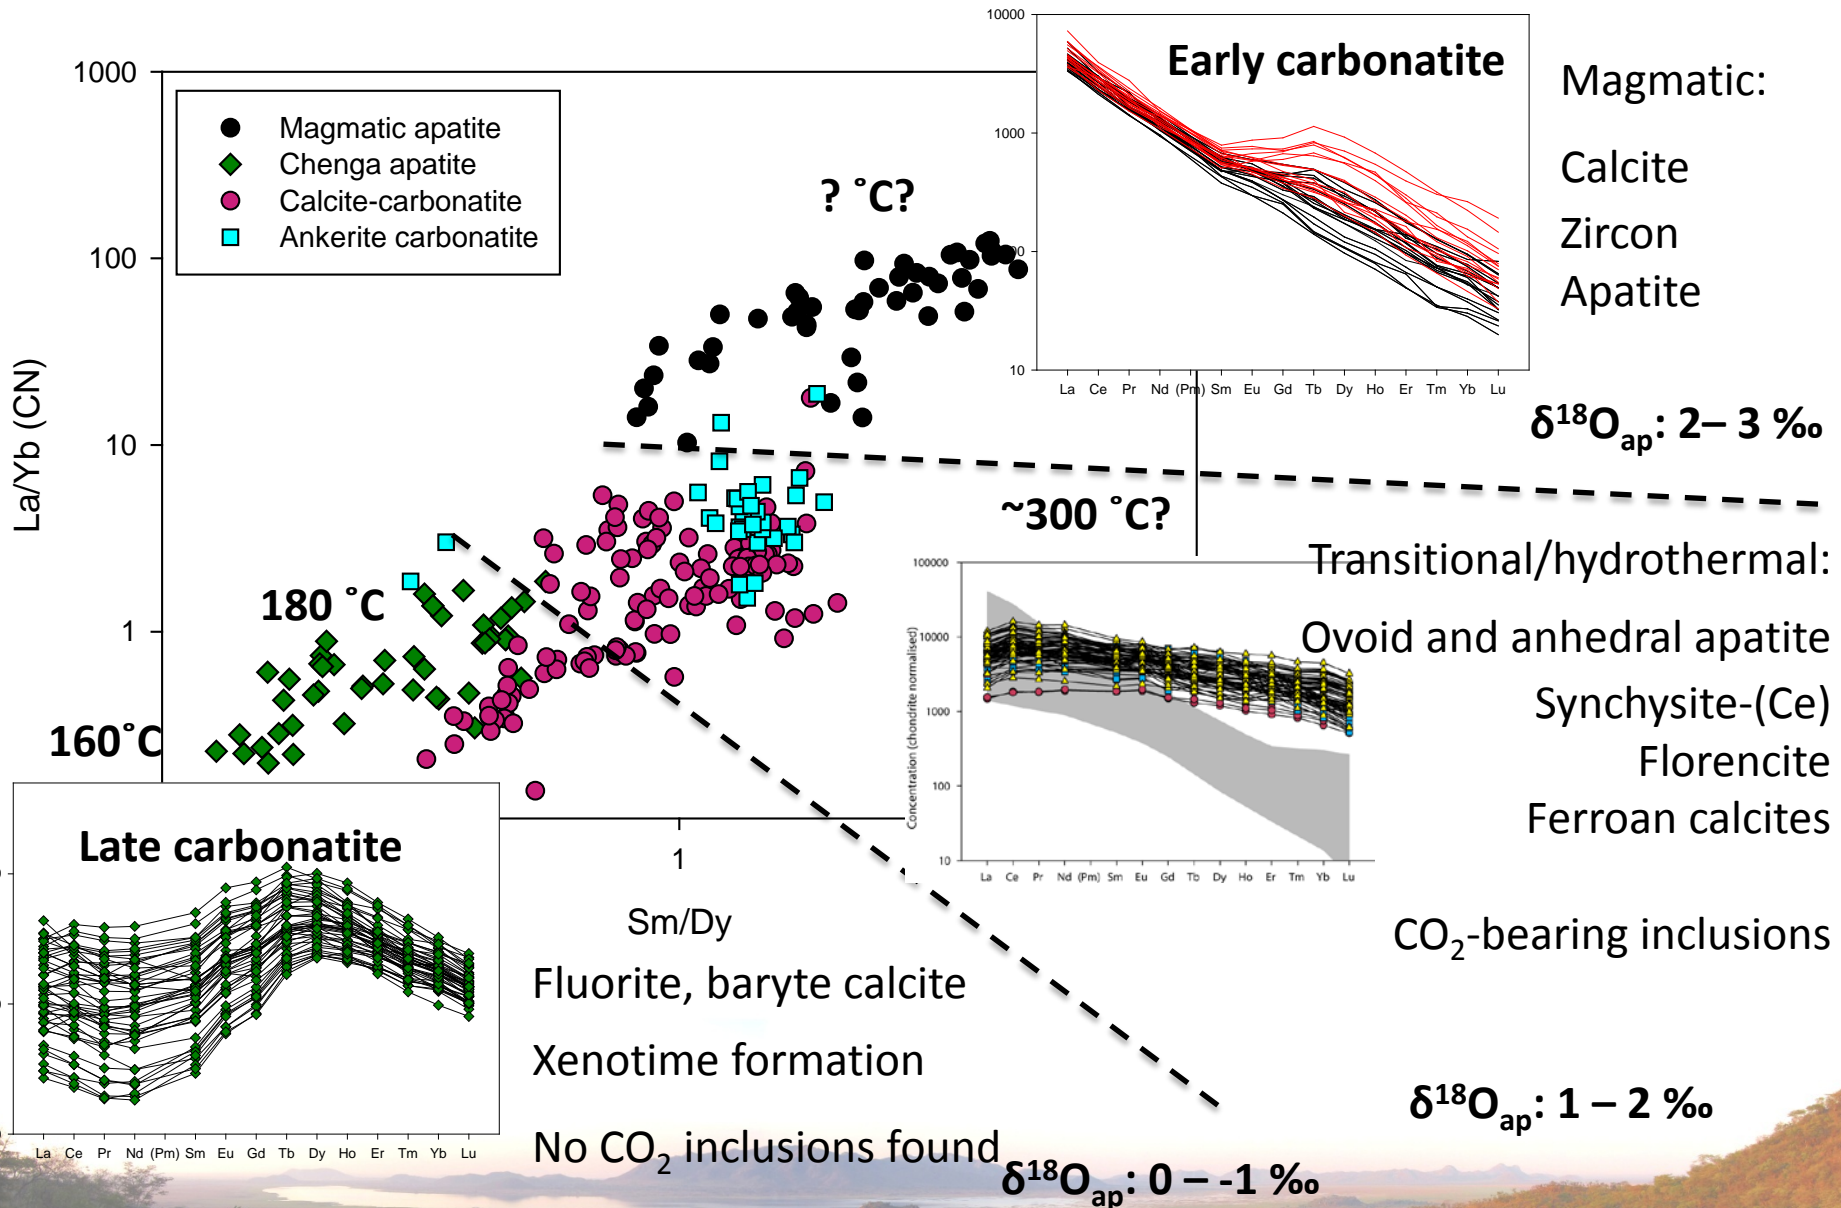 10000
Early carbonatite
1000
100
10
La Ce Pr Nd (Pm) Sm Eu Gd Tb Dy Ho Er Tm Yb Lu
Magmatic:
Calcite
Zircon
Apatite
δ¹⁸Oₐₚ: 2– 3 ‰
1000
100
10
1
La/Yb (CN)
Magmatic apatite
Chenga apatite
Calcite-carbonatite
Ankerite carbonatite
? ˚C?
~300 ˚C?
180 ˚C
160˚C
1
Sm/Dy
Transitional/hydrothermal:
Ovoid and anhedral apatite
Synchysite-(Ce)
Florencite
Ferroan calcites
CO₂-bearing inclusions
δ¹⁸Oₐₚ: 1 – 2 ‰
100000
10000
1000
100
10
Concentration (chondrite normalised)
La Ce Pr Nd (Pm) Sm Eu Gd Tb Dy Ho Er Tm Yb Lu
Late carbonatite
La Ce Pr Nd (Pm) Sm Eu Gd Tb Dy Ho Er Tm Yb Lu
Fluorite, baryte calcite
Xenotime formation
No CO₂ inclusions found
δ¹⁸Oₐₚ: 0 – -1 ‰